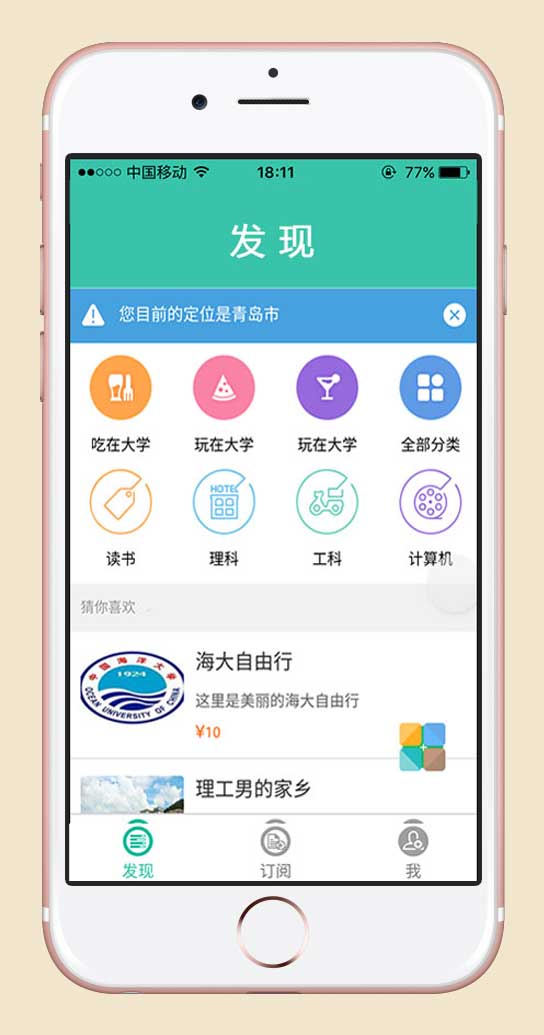 中国移动 18:11 77%
发现
您目前的定位是青岛市
吃在大学 玩在大学 玩在大学 全部分类
HOTEL
读书 理科 工科 计算机
猜你喜欢
中国海洋大学
1924
OCEAN UNIVERSITY OF CHINA
海大自由行
这里是美丽的海大自由行
¥10
理工男的家乡
发现 订阅 我